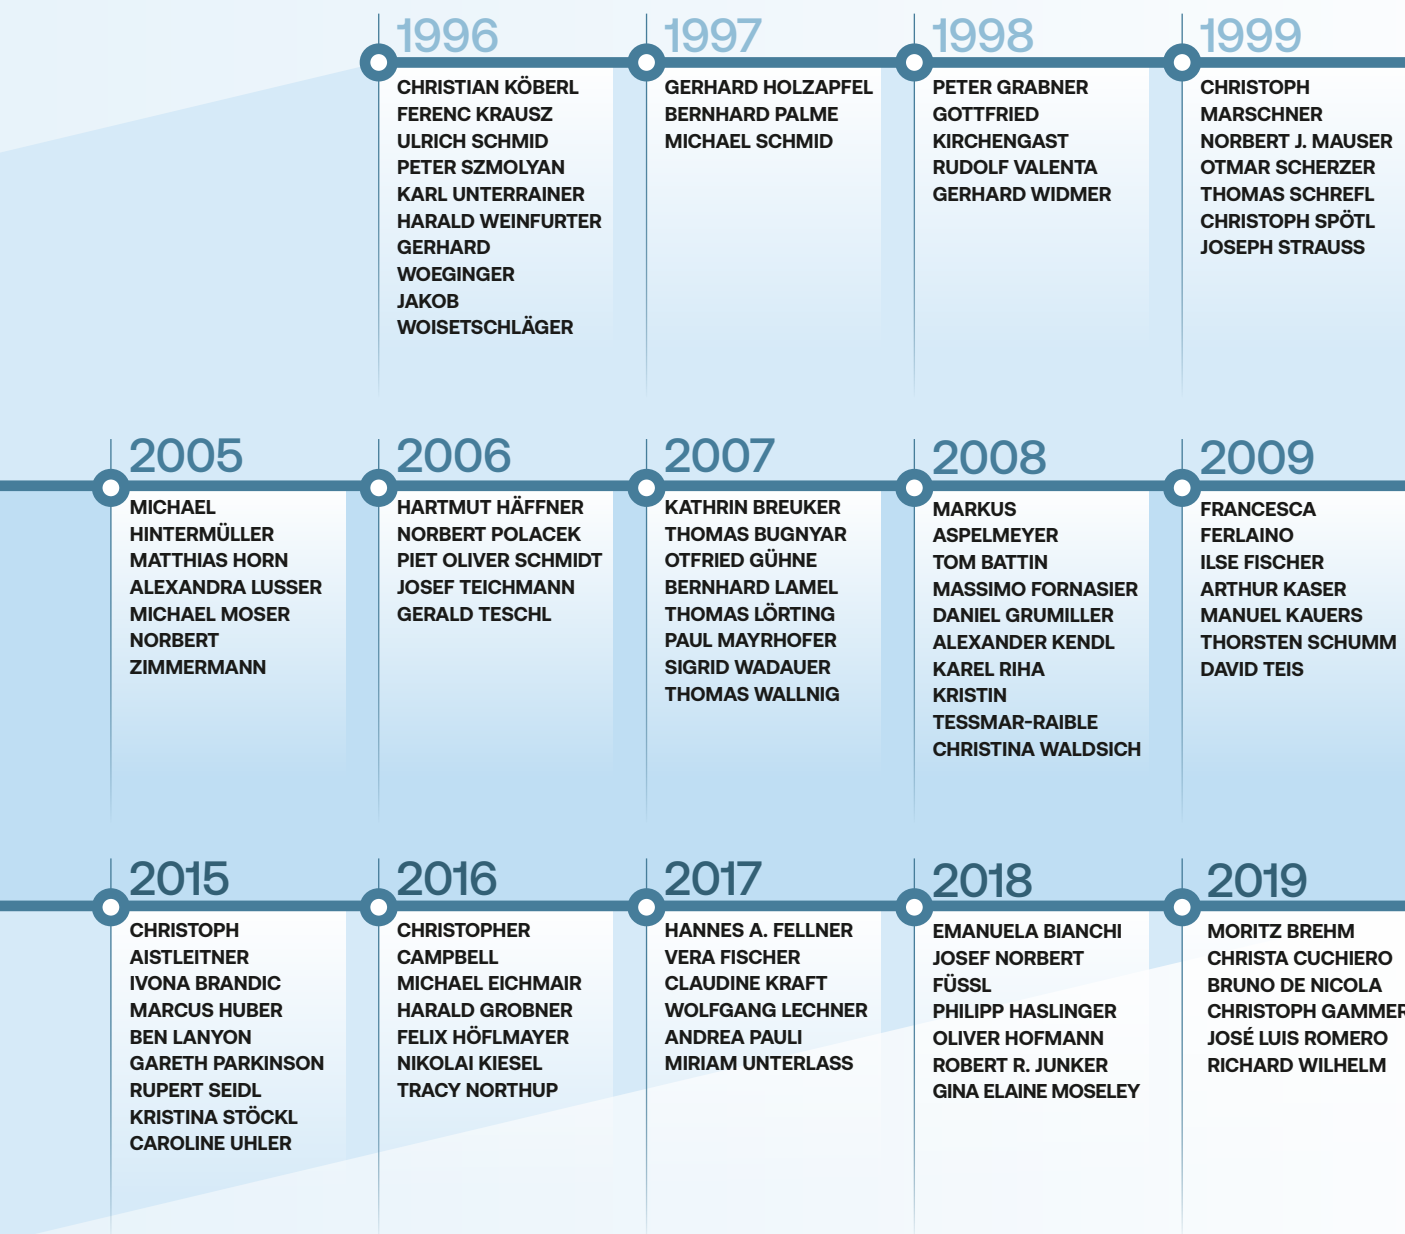 1996
CHRISTIAN KÖBERL
FERENC KRAUSZ
ULRICH SCHMID
PETER SZMOLYAN
KARL UNTERRAINER
HARALD WEINFURTER
GERHARD
WOEGINGER
JAKOB
WOISETSCHLÄGER
1997
GERHARD HOLZAPFEL
BERNHARD PALME
MICHAEL SCHMID
1998
PETER GRABNER
GOTTFRIED
KIRCHENGAST
RUDOLF VALENTA
GERHARD WIDMER
1999
CHRISTOPH
MARSCHNER
NORBERT J. MAUSER
OTMAR SCHERZER
THOMAS SCHREFL
CHRISTOPH SPÖTL
JOSEPH STRAUSS
2005
MICHAEL
HINTERMÜLLER
MATTHIAS HORN
ALEXANDRA LUSSER
MICHAEL MOSER
NORBERT
ZIMMERMANN
2006
HARTMUT HÄFFNER
NORBERT POLACEK
PIET OLIVER SCHMIDT
JOSEF TEICHMANN
GERALD TESCHL
2007
KATHRIN BREUKER
THOMAS BUGNYAR
OTFRIED GÜHNE
BERNHARD LAMEL
THOMAS LÖRTING
PAUL MAYRHOFER
SIGRID WADAUER
THOMAS WALLNIG
2008
MARKUS
ASPELMEYER
TOM BATTIN
MASSIMO FORNASIER
DANIEL GRUMILLER
ALEXANDER KENDL
KAREL RIHA
KRISTIN
TESSMAR-RAIBLE
CHRISTINA WALDSICH
2009
FRANCESCA
FERLAINO
ILSE FISCHER
ARTHUR KASER
MANUEL KAUERS
THORSTEN SCHUMM
DAVID TEIS
2015
CHRISTOPH
AISTLEITNER
IVONA BRANDIC
MARCUS HUBER
BEN LANYON
GARETH PARKINSON
RUPERT SEIDL
KRISTINA STÖCKL
CAROLINE UHLER
2016
CHRISTOPHER
CAMPBELL
MICHAEL EICHMAIR
HARALD GROBNER
FELIX HÖFLMAYER
NIKOLAI KIESEL
TRACY NORTHUP
2017
HANNES A. FELLNER
VERA FISCHER
CLAUDINE KRAFT
WOLFGANG LECHNER
ANDREA PAULI
MIRIAM UNTERLASS
2018
EMANUELA BIANCHI
JOSEF NORBERT
FÜSSL
PHILIPP HASLINGER
OLIVER HOFMANN
ROBERT R. JUNKER
GINA ELAINE MOSELEY
2019
MORITZ BREHM
CHRISTA CUCHIERO
BRUNO DE NICOLA
CHRISTOPH GAMMER
JOSÉ LUIS ROMERO
RICHARD WILHELM